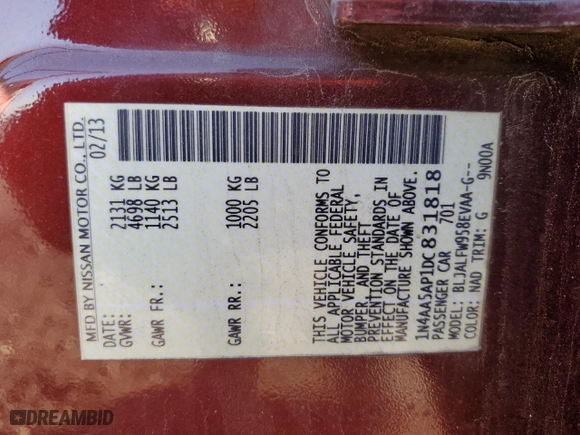 MFD BY NISSAN MOTOR CO., LTD.
DATE: 02/13
GVWR: 2131 KG
4698 LB
GAWR FR: 1140 KG
2513 LB
GAWR RR: 1000 KG
2205 LB
THIS VEHICLE CONFORMS TO
ALL APPLICABLE FEDERAL
MOTOR VEHICLE SAFETY,
BUMPER, AND THEFT
PREVENTION STANDARDS IN
EFFECT ON THE DATE OF
MANUFACTURE SHOWN ABOVE.
1N4AA5AP1DC831818
PASSENGER CAR 701
MODEL: BLJALFW958EVAA-G--
COLOR: NAD TRIM: G 9N00A
DREAMBID